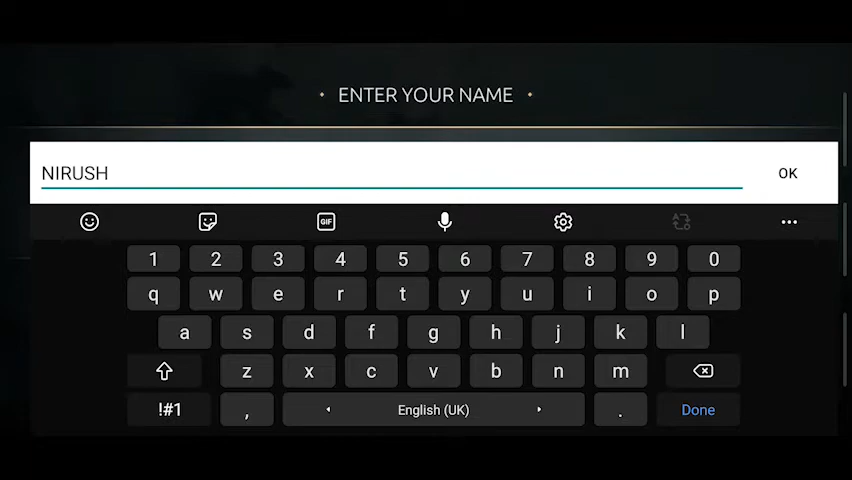 ENTER YOUR NAME
NIRUSH
OK
GIF
1 2 3 4 5 6 7 8 9 0
q w e r t y u i o p
a s d f g h j k l
z x c v b n m
!#1 , English (UK) . Done